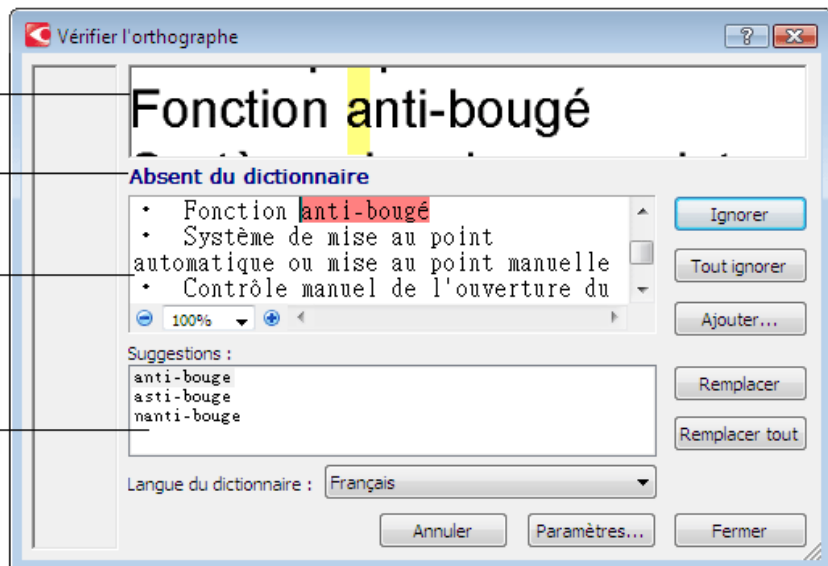 Vérifier l'orthographe
Fonction anti-bougé
Absent du dictionnaire
• Fonction anti-bougé
• Système de mise au point
automatique ou mise au point manuelle
• Contrôle manuel de l'ouverture du
100%
Ignorer
Tout ignorer
Ajouter...
Suggestions :
anti-bouge
asti-bouge
nanti-bouge
Remplacer
Remplacer tout
Langue du dictionnaire :
Français
Annuler
Paramètres...
Fermer